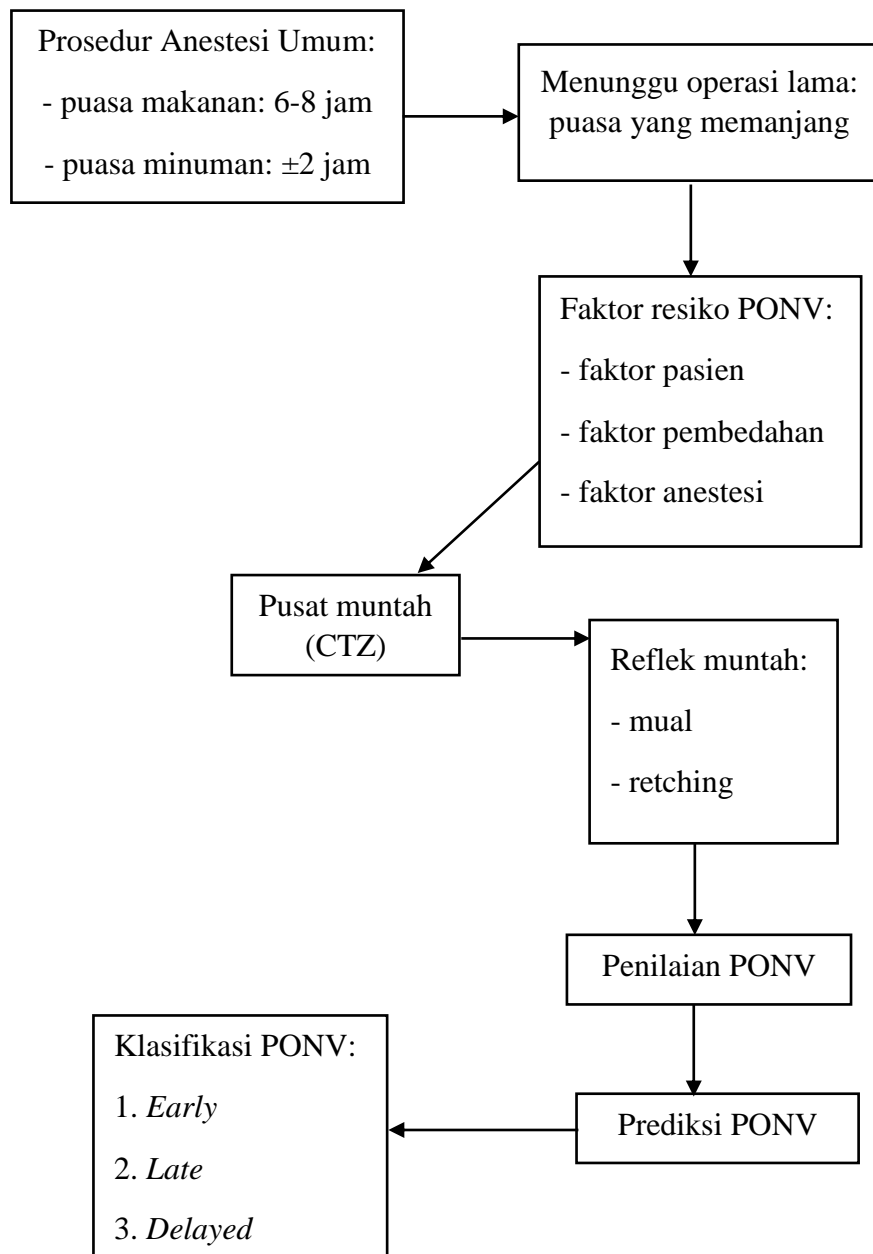 Prosedur Anestesi Umum:
- puasa makanan: 6-8 jam
- puasa minuman: ±2 jam
Menunggu operasi lama:
puasa yang memanjang
Faktor resiko PONV:
- faktor pasien
- faktor pembedahan
- faktor anestesi
Pusat muntah
(CTZ)
Reflek muntah:
- mual
- retching
Penilaian PONV
Prediksi PONV
Klasifikasi PONV:
1. Early
2. Late
3. Delayed